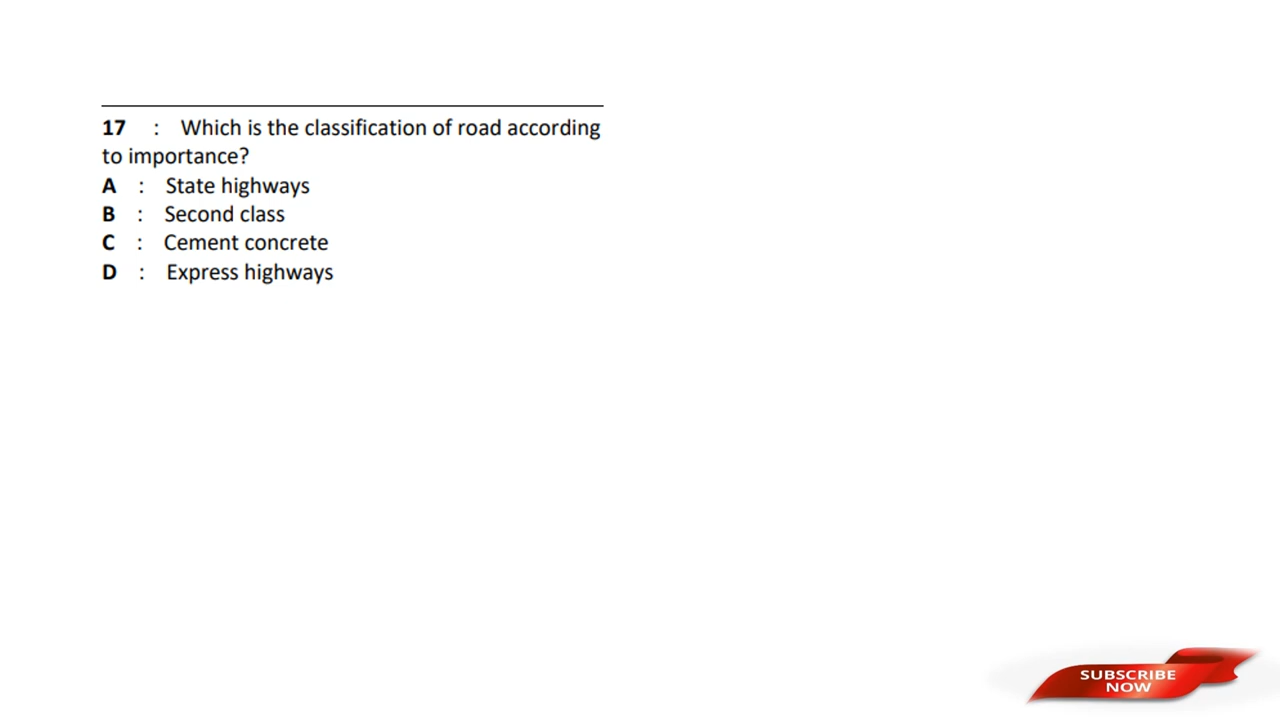 17 : Which is the classification of road according
to importance?
A : State highways
B : Second class
C : Cement concrete
D : Express highways
SUBSCRIBE
NOW